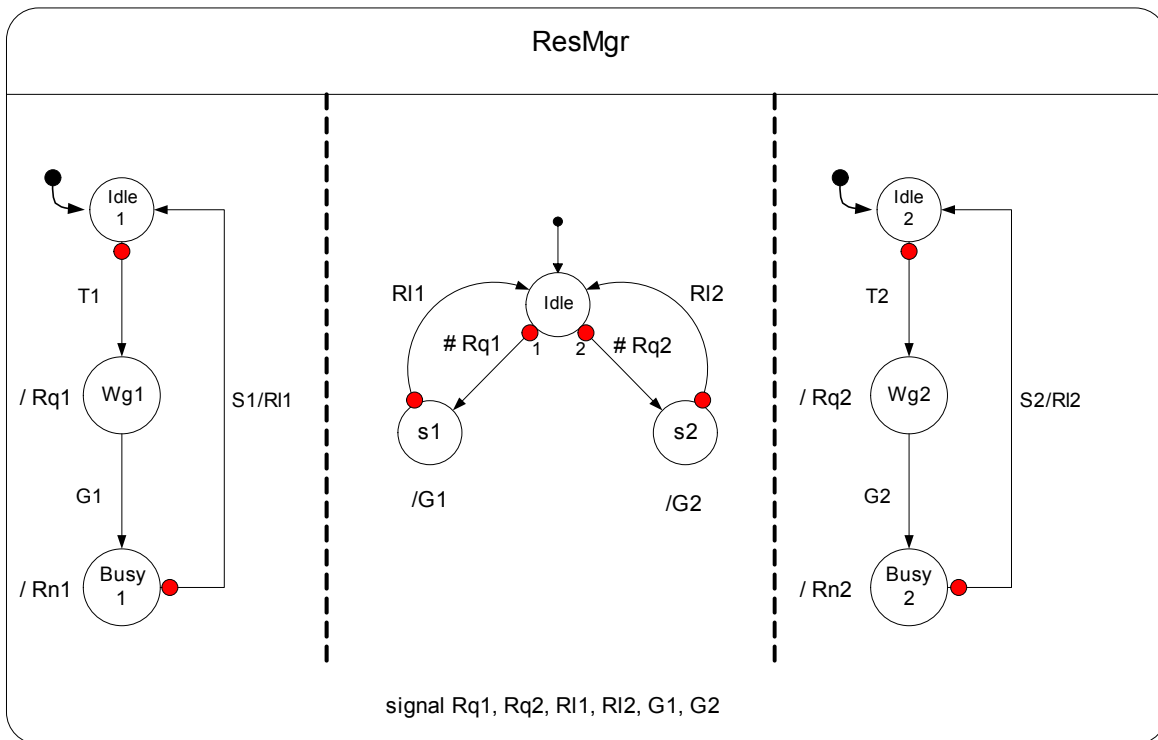 ResMgr
Idle
1
T1
/ Rq1
Wg1
S1/Rl1
G1
/ Rn1
Busy
1
Idle
Rl1
Rl2
# Rq1
1
2
# Rq2
s1
s2
/G1
/G2
Idle
2
T2
/ Rq2
Wg2
S2/Rl2
G2
/ Rn2
Busy
2
signal Rq1, Rq2, Rl1, Rl2, G1, G2